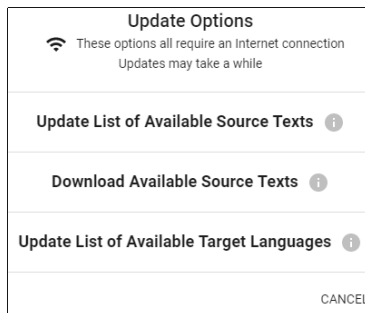 Update Options
These options all require an Internet connection
Updates may take a while
Update List of Available Source Texts
Download Available Source Texts
Update List of Available Target Languages
CANCEL